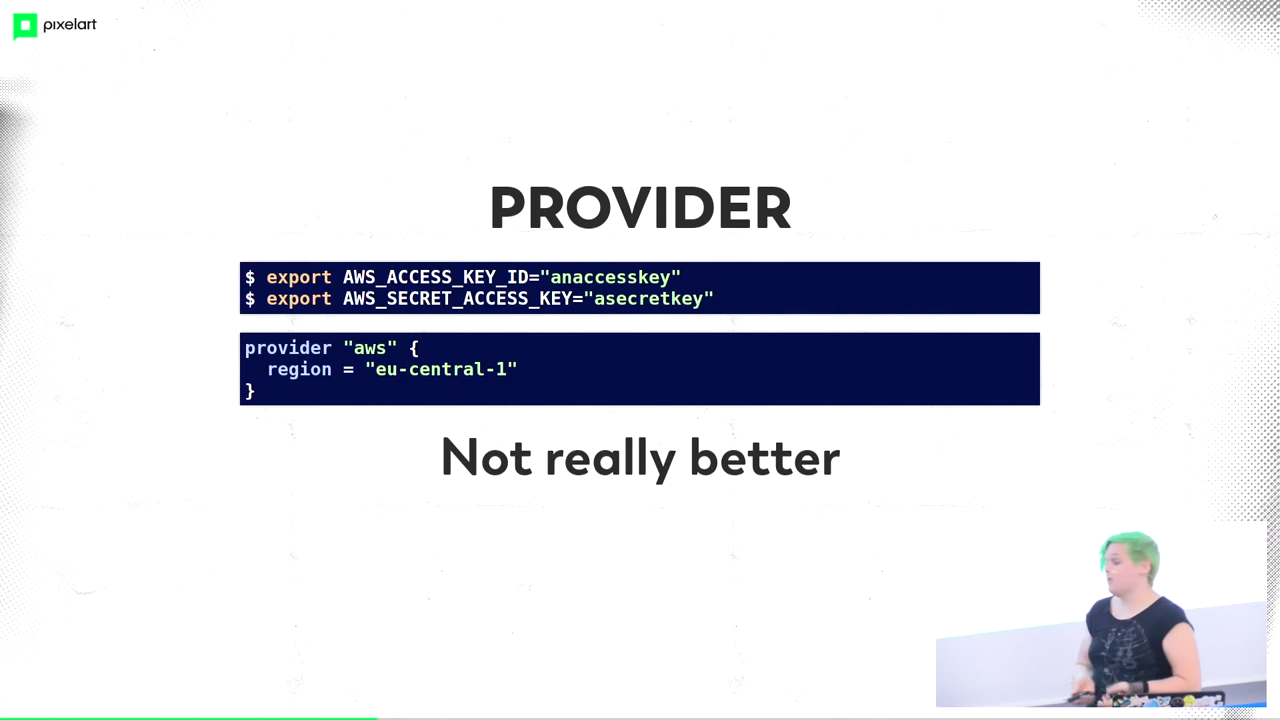 pixelart
PROVIDER
$ export AWS_ACCESS_KEY_ID="anaccesskey"
$ export AWS_SECRET_ACCESS_KEY="asecretkey"
provider "aws" {
  region = "eu-central-1"
}
Not really better